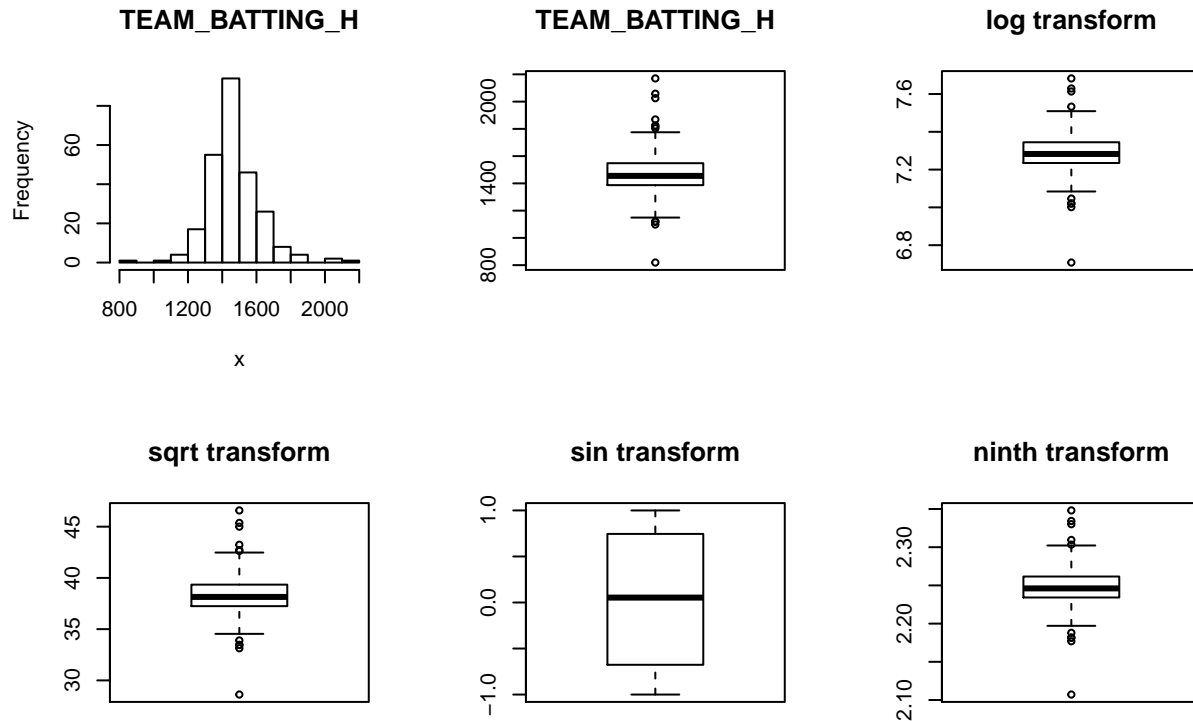 TEAM_BATTING_H
Frequency
0 20 60
800 1200 1600 2000
x
TEAM_BATTING_H
800 1400 2000
log transform
6.8 7.2 7.6
sqrt transform
30 35 40 45
sin transform
−1.0 0.0 1.0
ninth transform
2.10 2.20 2.30